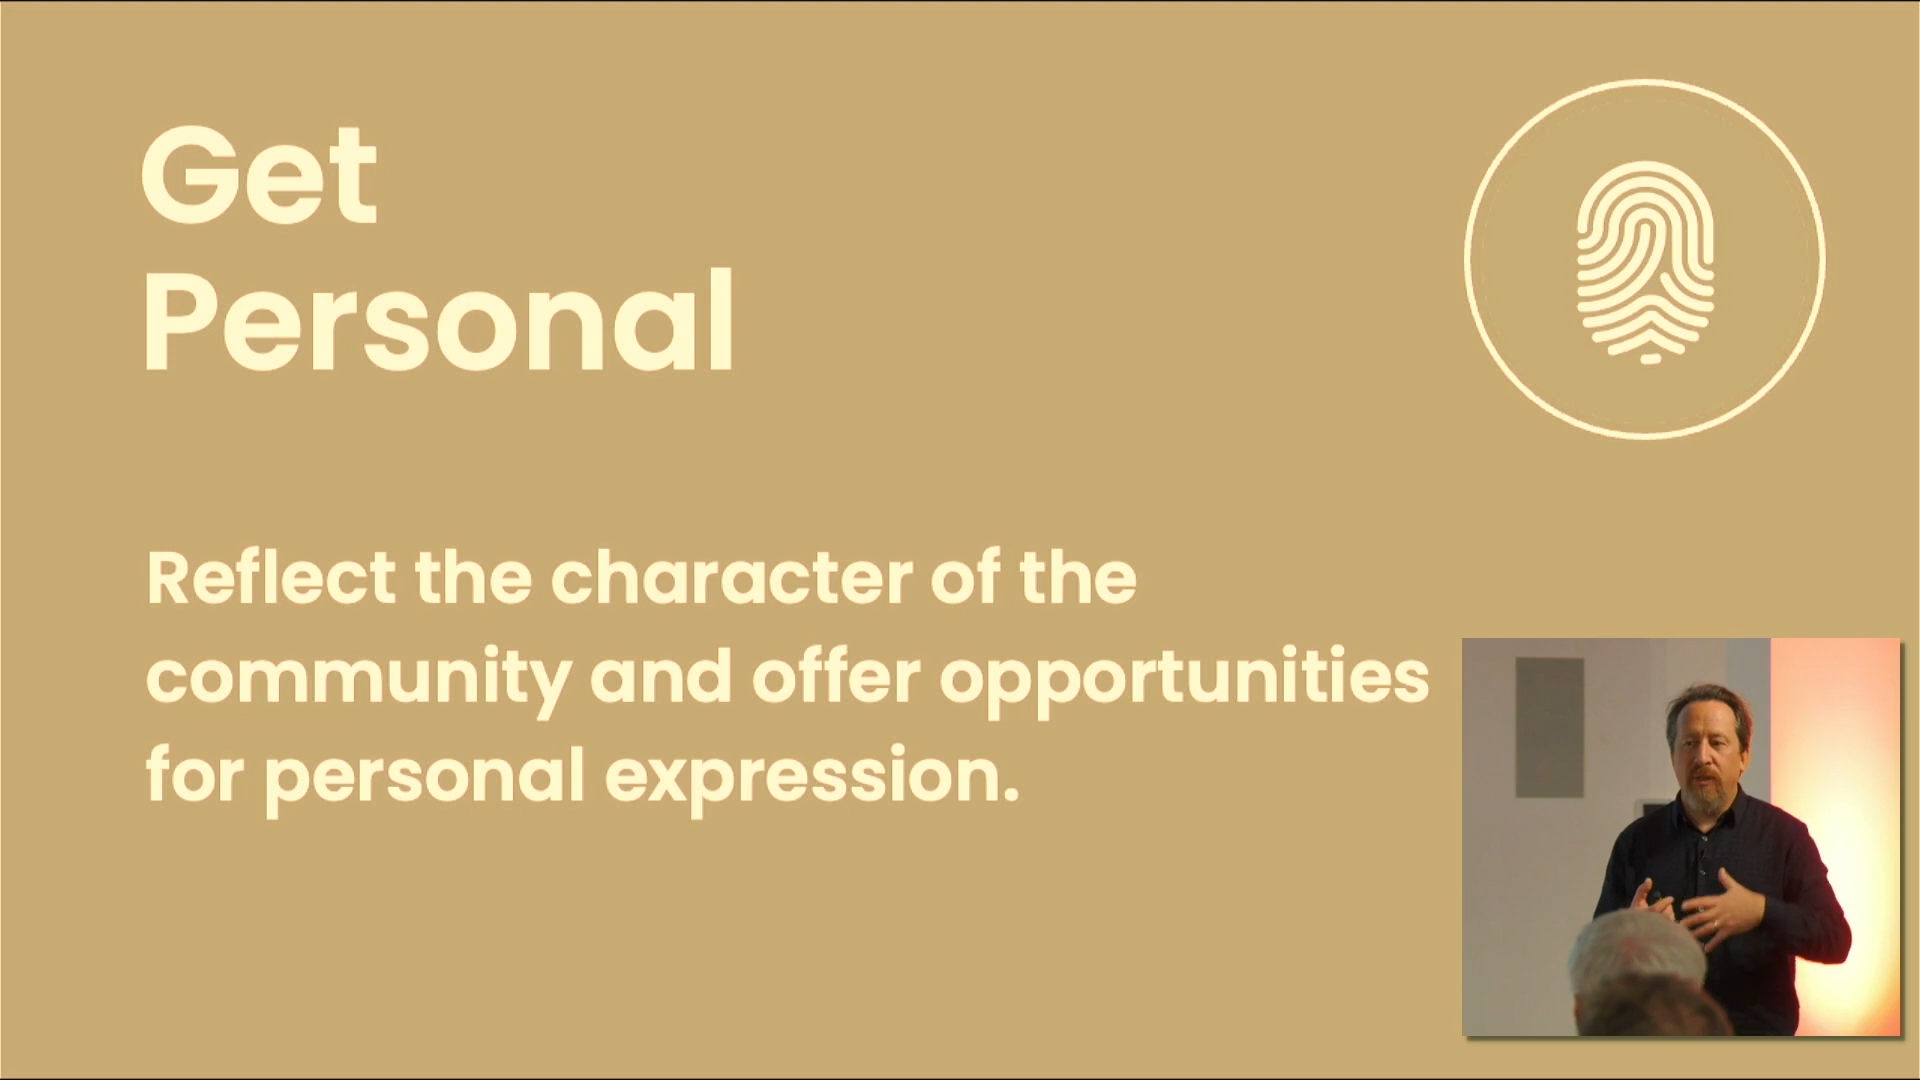 Get
Personal
Reflect the character of the
community and offer opportunities
for personal expression.